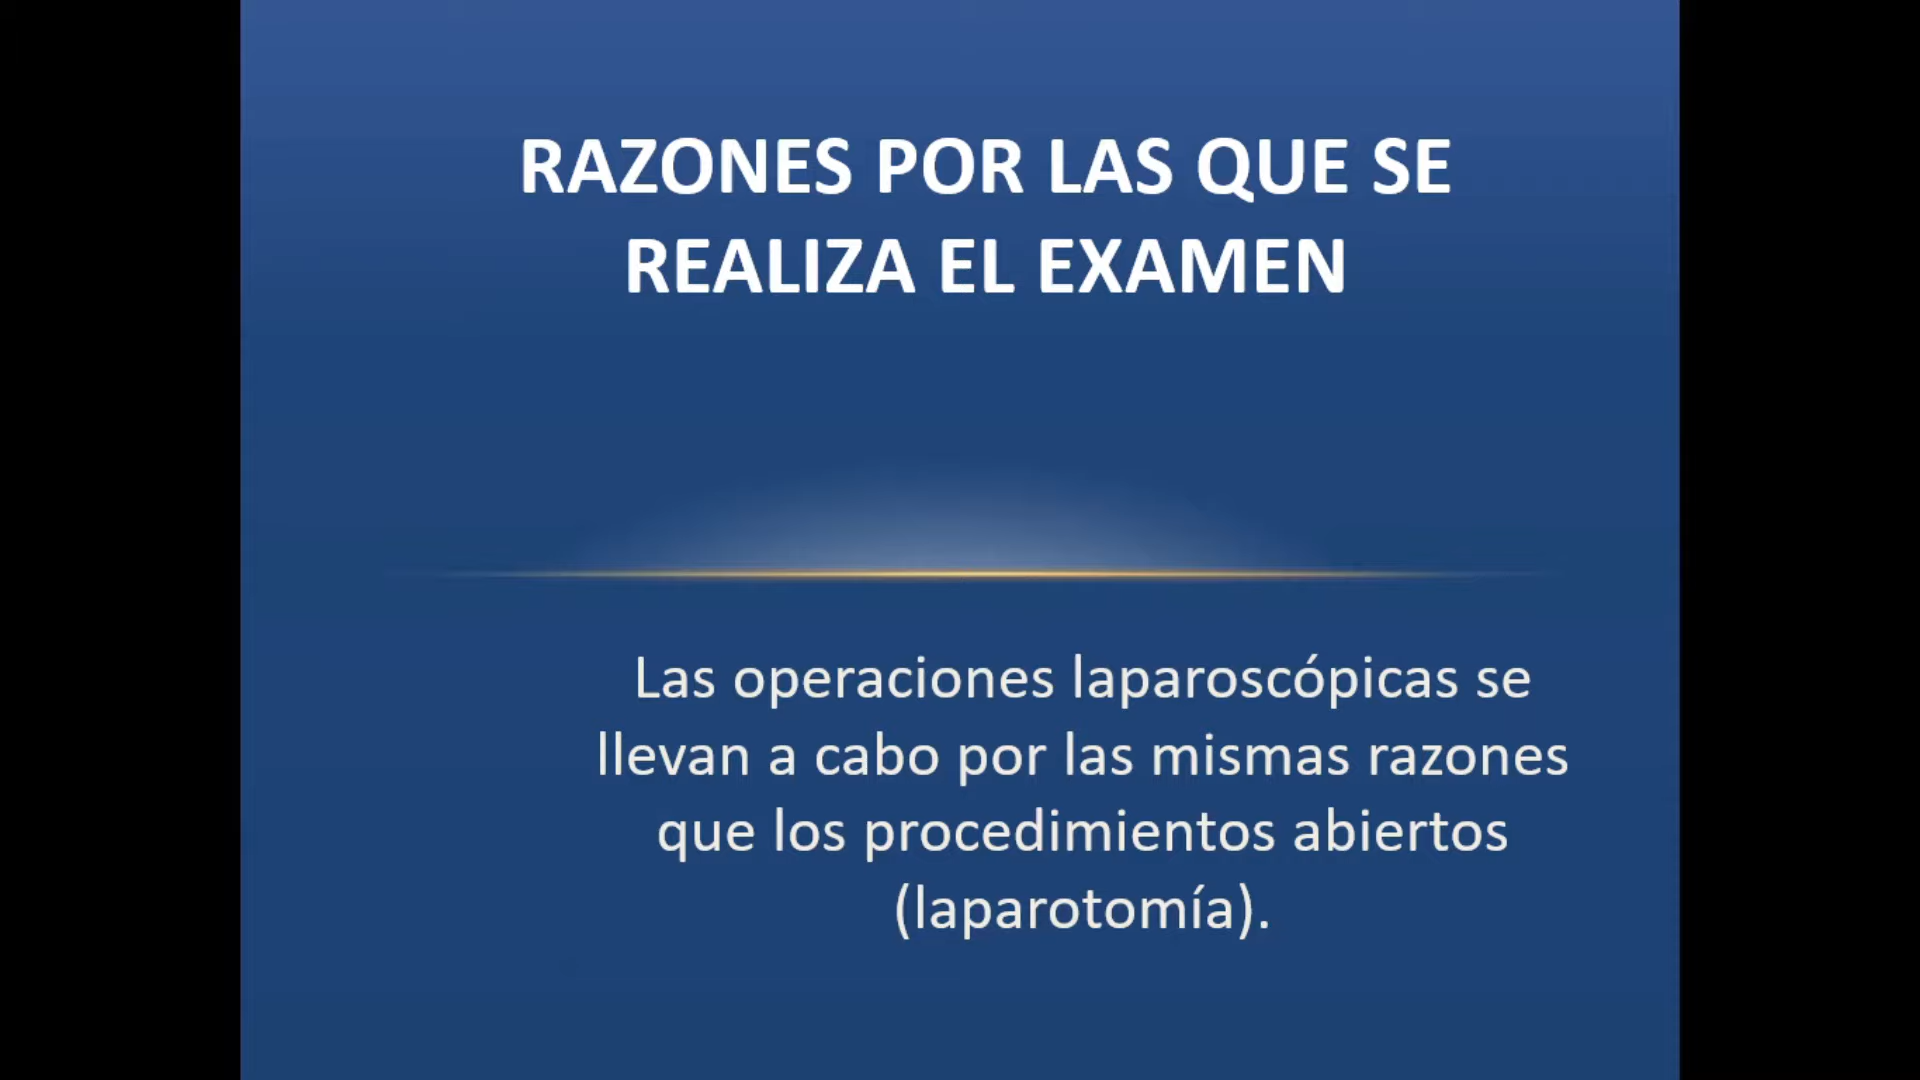 RAZONES POR LAS QUE SE
REALIZA EL EXAMEN
Las operaciones laparoscópicas se
llevan a cabo por las mismas razones
que los procedimientos abiertos
(laparotomía).